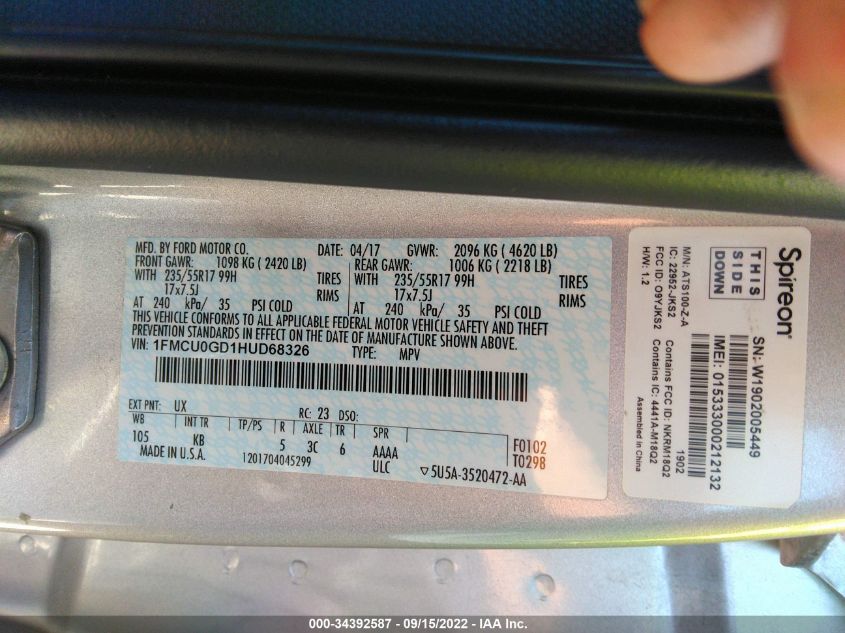 MFD. BY FORD MOTOR CO. DATE: 04/17 GVWR: 2096 KG ( 4620 LB)
FRONT GAWR: 1098 KG ( 2420 LB) REAR GAWR: 1006 KG ( 2218 LB)
WITH 235/55R17 99H TIRES WITH 235/55R17 99H TIRES
17x7.5J RIMS 17x7.5J RIMS
AT 240 kPa/ 35 PSI COLD AT 240 kPa/ 35 PSI COLD
THIS VEHICLE CONFORMS TO ALL APPLICABLE FEDERAL MOTOR VEHICLE SAFETY AND THEFT
PREVENTION STANDARDS IN EFFECT ON THE DATE OF MANUFACTURE SHOWN ABOVE.
VIN: 1FMCU0GD1HUD68326 TYPE: MPV
EXT PNT: UX RC: 23 DSO:
WB INT TR TP/PS R AXLE TR SPR
105 KB 5 3C 6 AAAA F0102
MADE IN U.S.A. 1201704045299 ULC ▽5U5A-3520472-AA T0298
Spireon®
THIS
SIDE
DOWN
SN: W1902005449
IMEI: 015333000212132
M/N: ATS100-Z-A 1902
IC: 22952-JKS2 Contains FCC ID: NKRM18Q2
FCC ID: O9YJKS2 Contains IC: 4441A-M18Q2
H/W: 1.2 Assembled in China
000-34392587 - 09/15/2022 - IAA Inc.